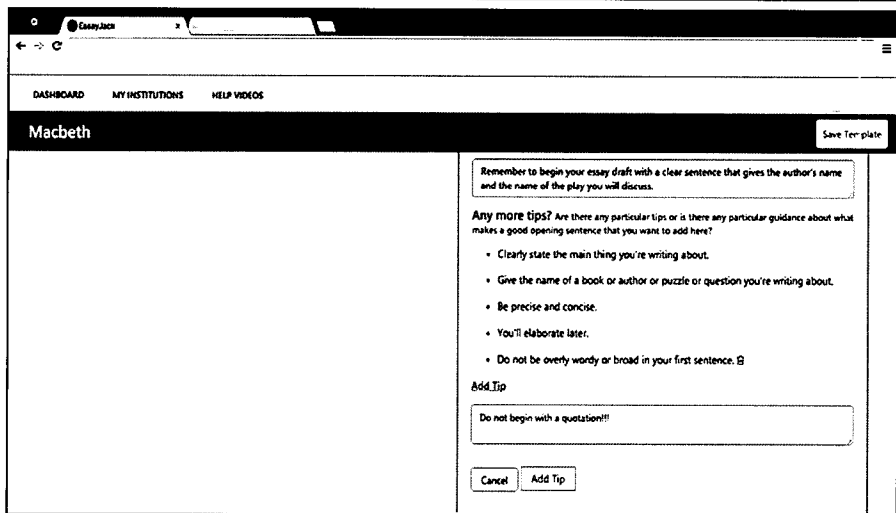 EssayJack x
DASHBOARD MY INSTITUTIONS HELP VIDEOS
Macbeth
Save Template
Remember to begin your essay draft with a clear sentence that gives the author's name
and the name of the play you will discuss.
Any more tips? Are there any particular tips or is there any particular guidance about what
makes a good opening sentence that you want to add here?
• Clearly state the main thing you're writing about.
• Give the name of a book or author or puzzle or question you're writing about.
• Be precise and concise.
• You'll elaborate later.
• Do not be overly wordy or broad in your first sentence.
Add Tip
Do not begin with a quotation!!!
Cancel Add Tip